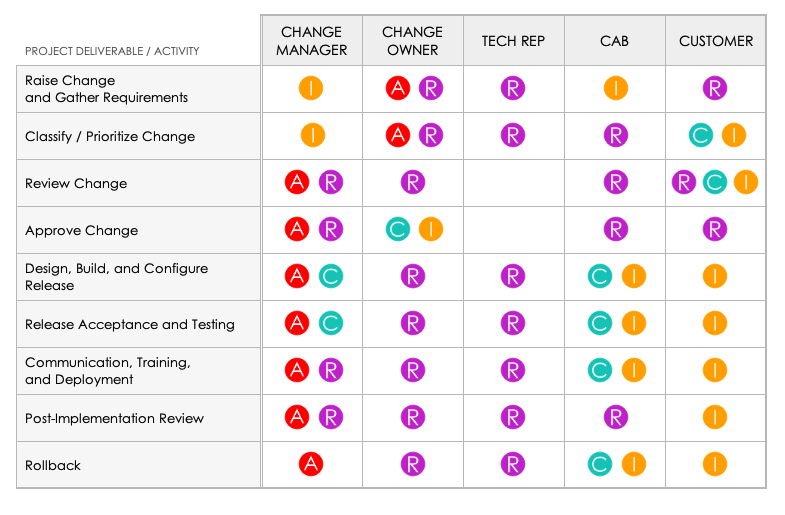 CHANGE MANAGER CHANGE OWNER TECH REP CAB CUSTOMER
PROJECT DELIVERABLE / ACTIVITY
Raise Change
and Gather Requirements I A R R I R
Classify / Prioritize Change I A R R R C I
Review Change A R R R R C I
Approve Change A R C I R R
Design, Build, and Configure
Release A C R R C I I
Release Acceptance and Testing A C R R C I I
Communication, Training,
and Deployment A R R R C I I
Post-Implementation Review A R R R R I
Rollback A R R C I I